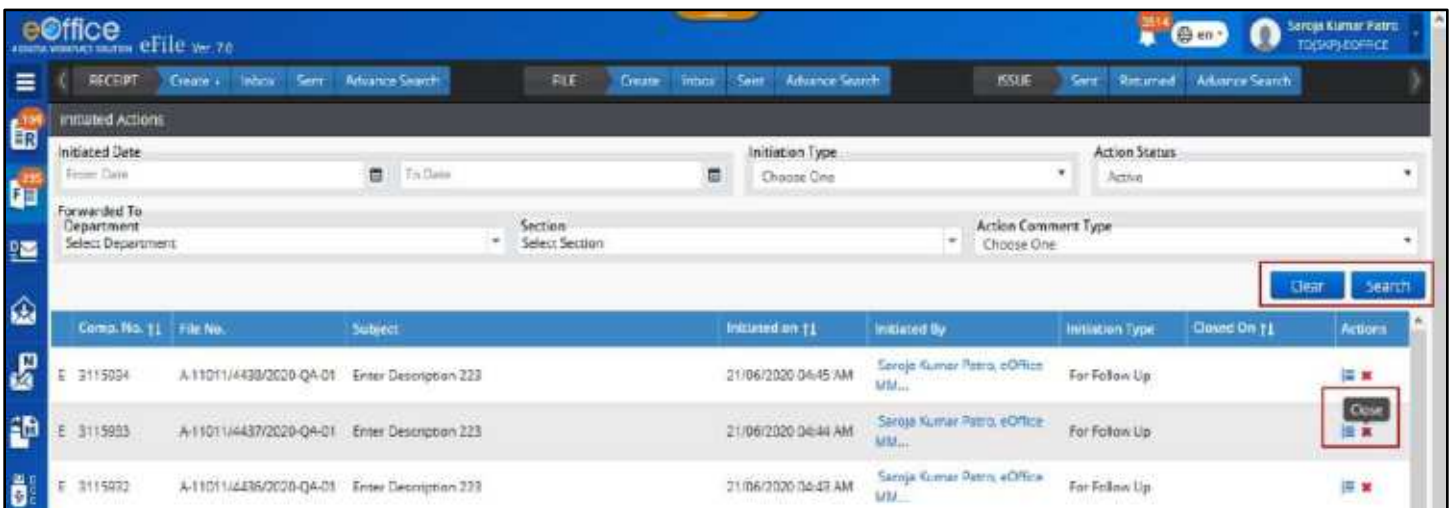 eOffice
A DIGITAL WORKPLACE SOLUTION eFile Ver. 7.0
3514 en Saroja Kumar Patro
TO(SKP)-EOFFICE
RECEIPT Create Inbox Sent Advance Search FILE Create Inbox Sent Advance Search ISSUE Sent Returned Advance Search
Initiated Actions
Initiated Date Initiation Type Action Status
From Date To Date Choose One Active
Forwarded To
Department Section Action Comment Type
Select Department Select Section Choose One
Clear Search
Comp. No. File No. Subject Initiated on Initiated By Initiation Type Closed On Actions
E 3115934 A-11011/4438/2020-QA-01 Enter Description 223 21/06/2020 04:45 AM Saroja Kumar Patro, eOffice MM... For Follow Up
Close
E 3115933 A-11011/4437/2020-QA-01 Enter Description 223 21/06/2020 04:44 AM Saroja Kumar Patro, eOffice MM... For Follow Up
E 3115932 A-11011/4436/2020-QA-01 Enter Description 223 21/06/2020 04:43 AM Saroja Kumar Patro, eOffice MM... For Follow Up